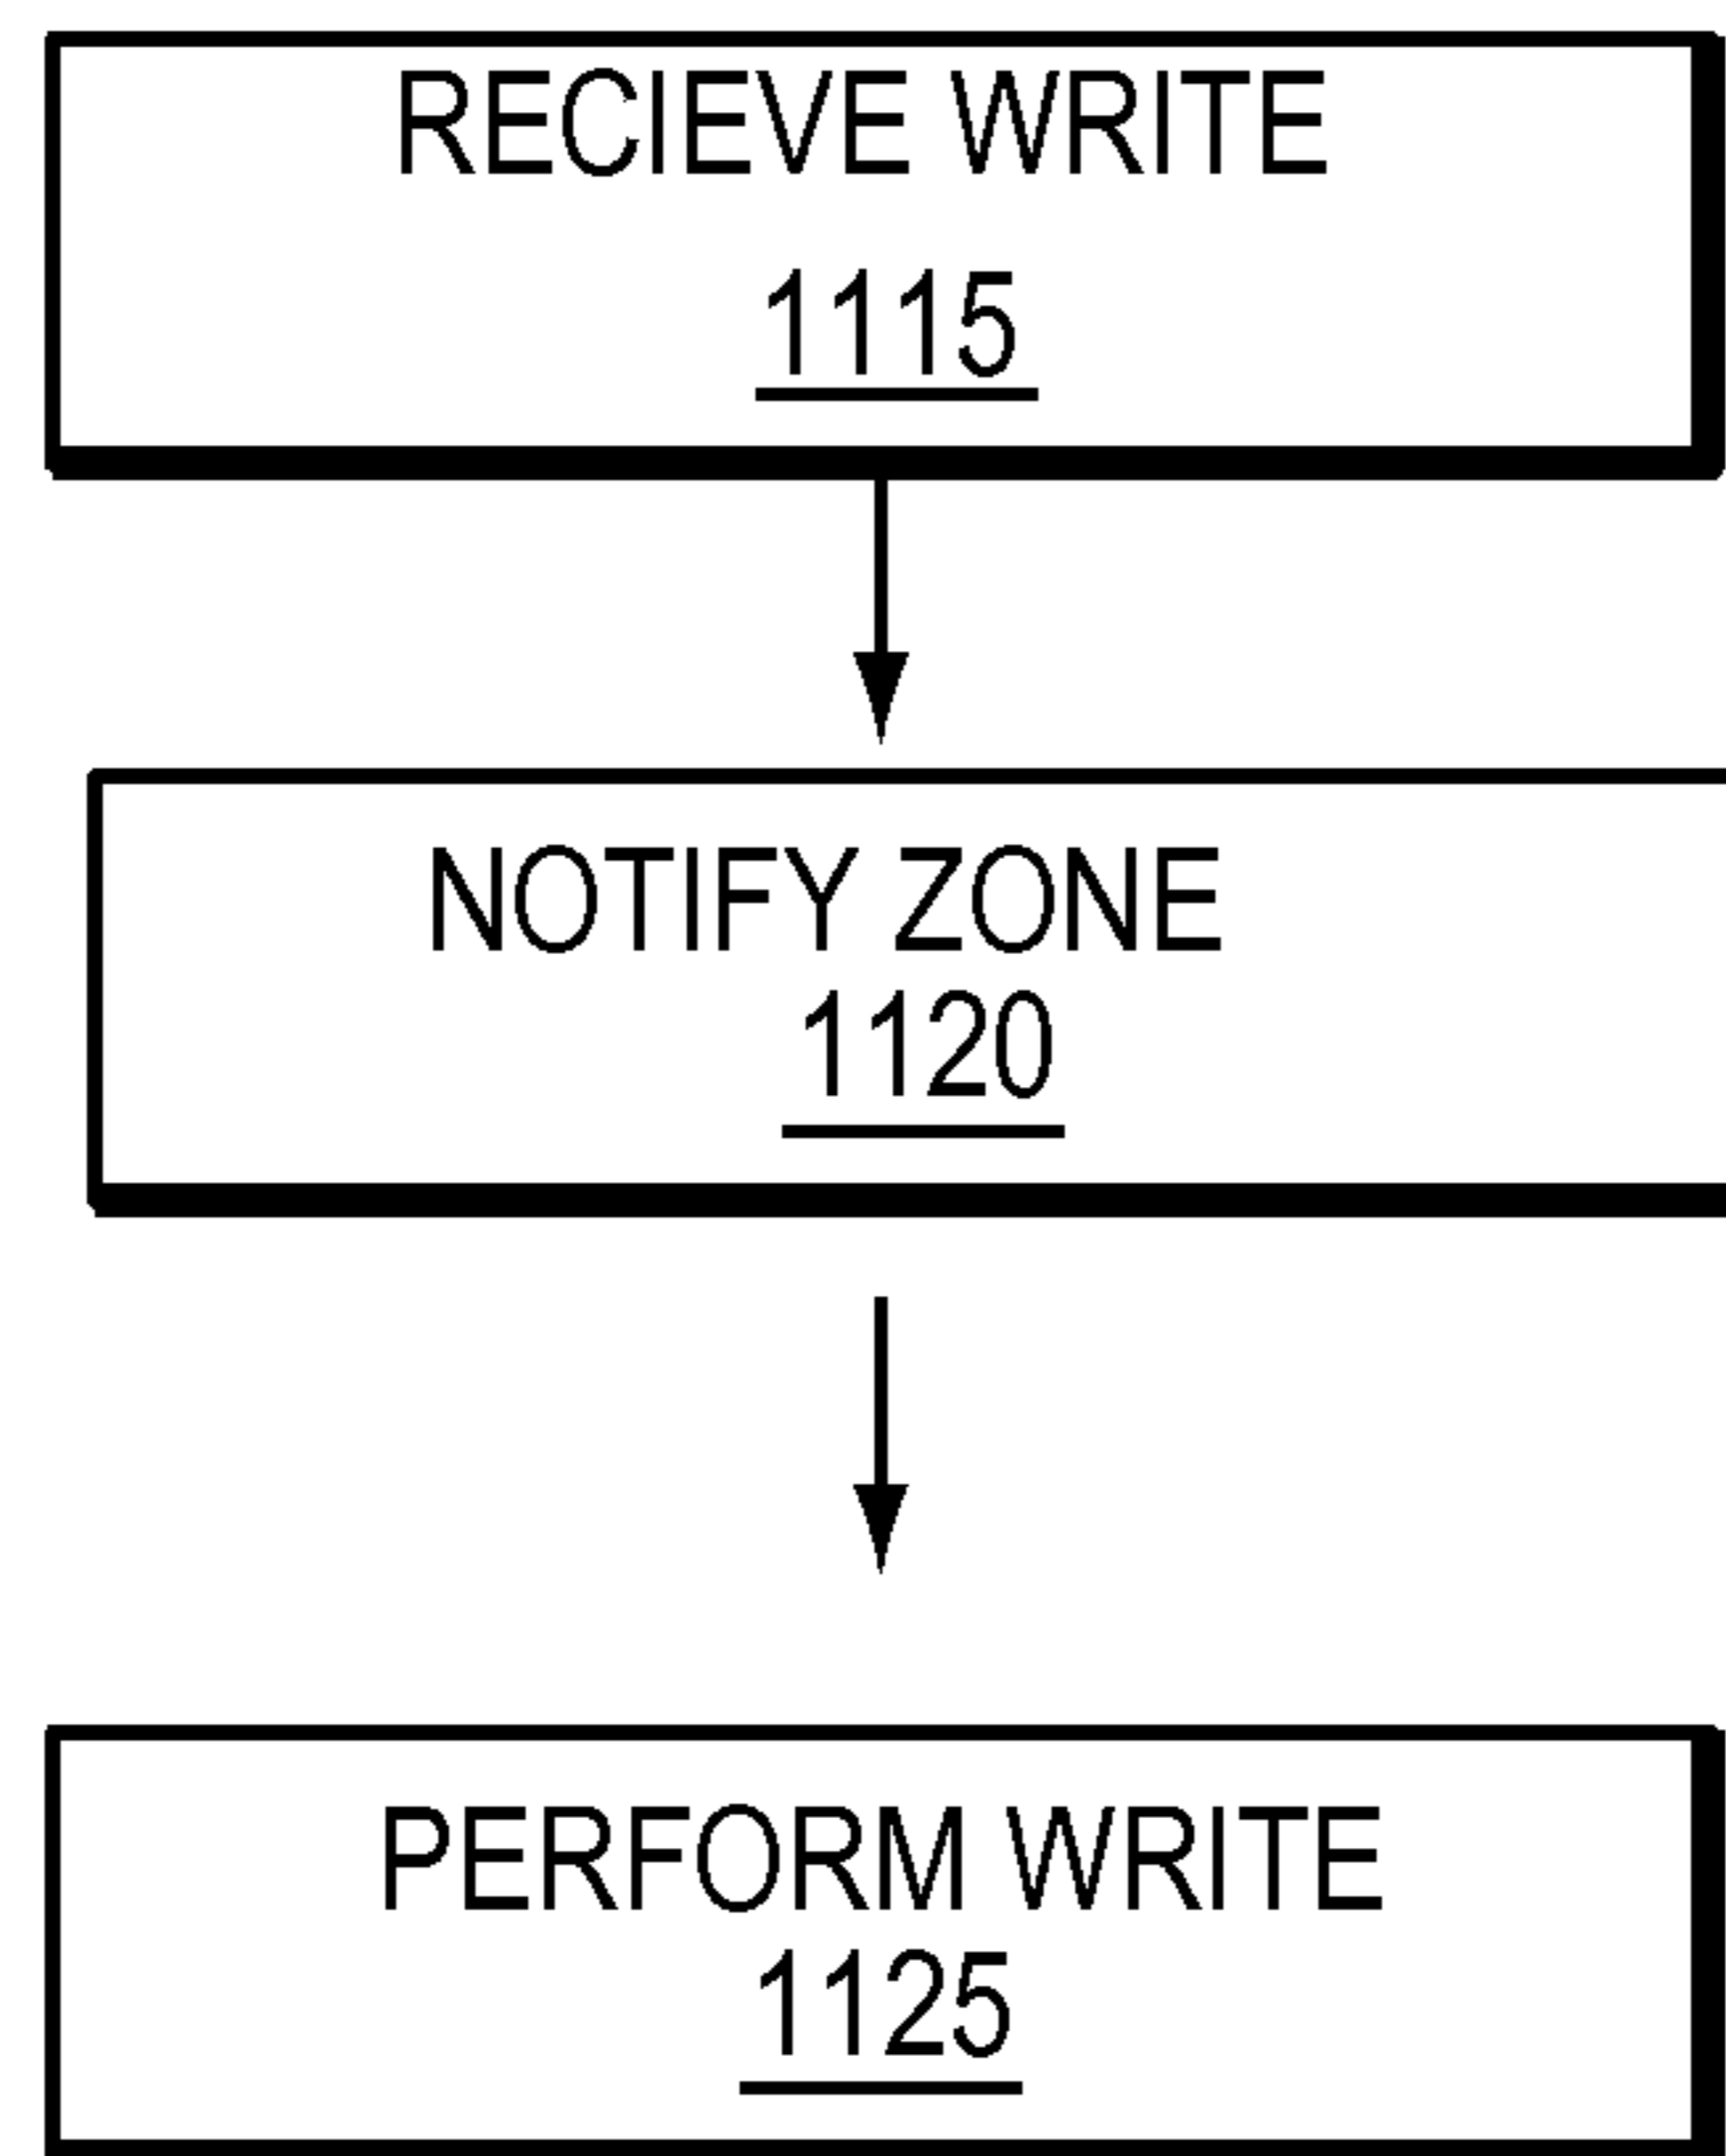 RECIEVE WRITE
1115
NOTIFY ZONE
1120
PERFORM WRITE
1125